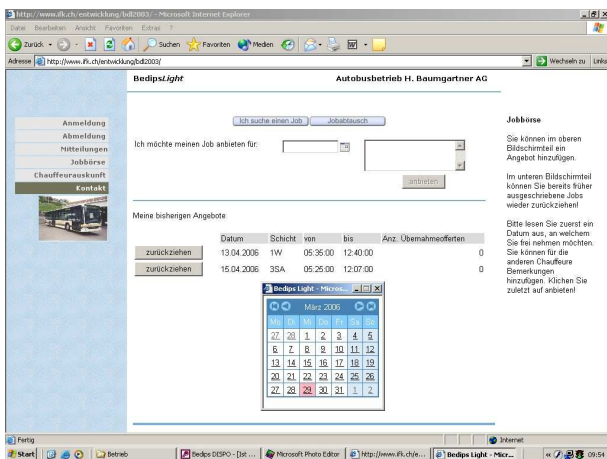 http://www.ifk.ch/entwicklung/bdl2003/ - Microsoft Internet Explorer
Datei Bearbeiten Ansicht Favoriten Extras ?
Zurück Suchen Favoriten Medien
Adresse http://www.ifk.ch/entwicklung/bdl2003/ Wechseln zu Links
BedipsLight Autobusbetrieb H. Baumgartner AG
Anmeldung
Abmeldung
Mitteilungen
Jobbörse
Chauffeurauskunft
Kontakt
Ich suche einen Job Jobabtausch
Ich möchte meinen Job anbieten für:
anbieten
Meine bisherigen Angebote
Datum Schicht von bis Anz. Übernahmeofferten
zurückziehen 13.04.2006 1W 05:35:00 12:40:00 0
zurückziehen 15.04.2006 3SA 05:25:00 12:07:00 0
Bedips Light - Micros...
März 2006
Mo Di Mi Do Fr Sa So
27 28 1 2 3 4 5
6 7 8 9 10 11 12
13 14 15 16 17 18 19
20 21 22 23 24 25 26
27 28 29 30 31 1 2
Jobbörse
Sie können im oberen
Bildschirmteil ein
Angebot hinzufügen.
Im unteren Bildschirmteil
können Sie bereits früher
ausgeschriebene Jobs
wieder zurückziehen!
Bitte lesen Sie zuerst ein
Datum aus, an welchem
Sie frei nehmen möchten.
Sie können für die
anderen Chauffeure
Bemerkungen
hinzufügen. Klichen Sie
zuletzt auf anbieten!
Fertig Internet
Start Betrieb Bedips DISPO - [Ist ... Microsoft Photo Editor http://www.ifk.ch/e... Bedips Light - Micr... 09:54